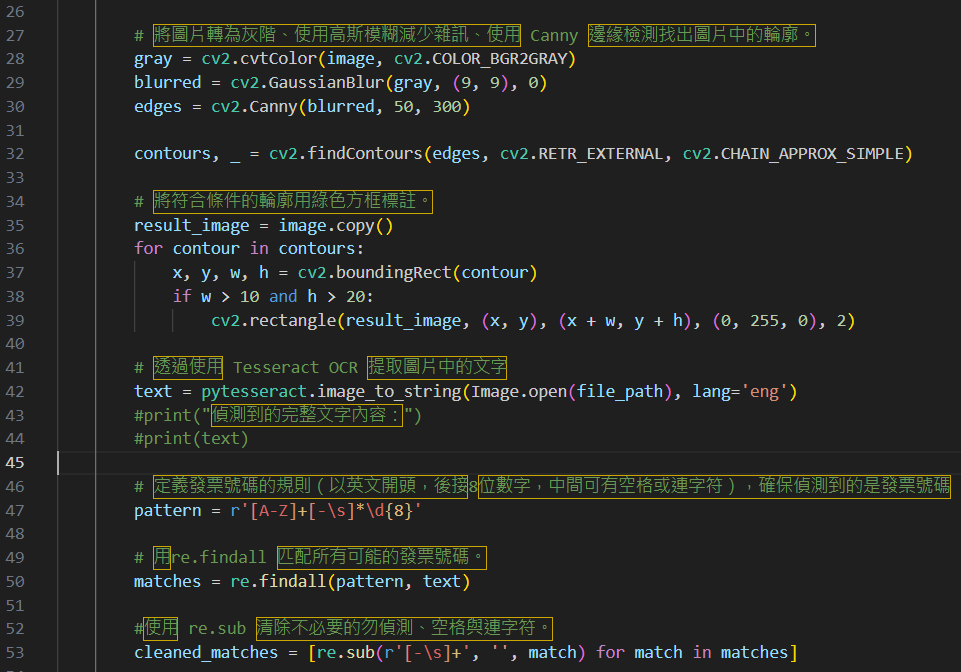 26
27 # 將圖片轉為灰階、使用高斯模糊減少雜訊、使用 Canny 邊緣檢測找出圖片中的輪廓。
28 gray = cv2.cvtColor(image, cv2.COLOR_BGR2GRAY)
29 blurred = cv2.GaussianBlur(gray, (9, 9), 0)
30 edges = cv2.Canny(blurred, 50, 300)
31
32 contours, _ = cv2.findContours(edges, cv2.RETR_EXTERNAL, cv2.CHAIN_APPROX_SIMPLE)
33
34 # 將符合條件的輪廓用綠色方框標註。
35 result_image = image.copy()
36 for contour in contours:
37 x, y, w, h = cv2.boundingRect(contour)
38 if w > 10 and h > 20:
39 cv2.rectangle(result_image, (x, y), (x + w, y + h), (0, 255, 0), 2)
40
41 # 透過使用 Tesseract OCR 提取圖片中的文字
42 text = pytesseract.image_to_string(Image.open(file_path), lang='eng')
43 #print("偵測到的完整文字內容：")
44 #print(text)
45
46 # 定義發票號碼的規則（以英文開頭，後接8位數字，中間可有空格或連字符），確保偵測到的是發票號碼
47 pattern = r'[A-Z]+[-\s]*\d{8}'
48
49 # 用re.findall 匹配所有可能的發票號碼。
50 matches = re.findall(pattern, text)
51
52 #使用 re.sub 清除不必要的勿偵測、空格與連字符。
53 cleaned_matches = [re.sub(r'[-\s]+', '', match) for match in matches]